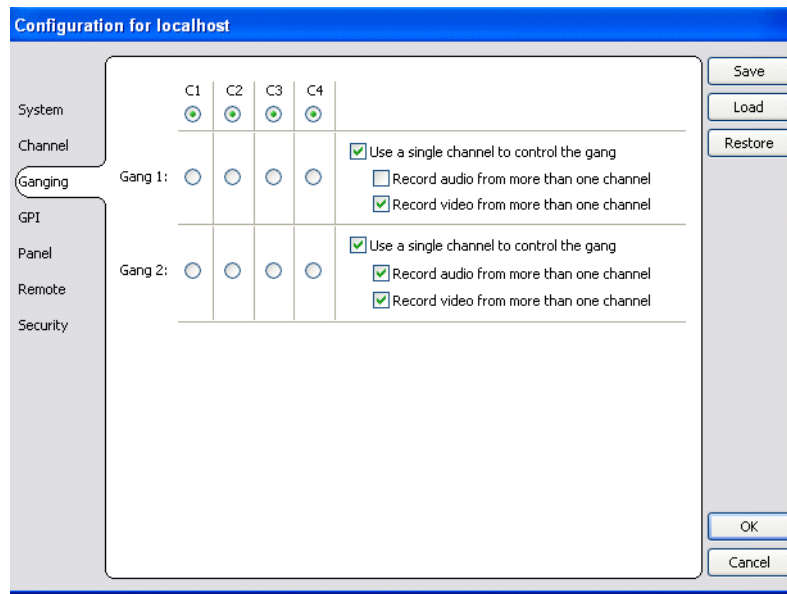 Configuration for localhost
System
Channel
Ganging
GPI
Panel
Remote
Security
C1 C2 C3 C4
Gang 1:
Use a single channel to control the gang
Record audio from more than one channel
Record video from more than one channel
Gang 2:
Use a single channel to control the gang
Record audio from more than one channel
Record video from more than one channel
Save
Load
Restore
OK
Cancel